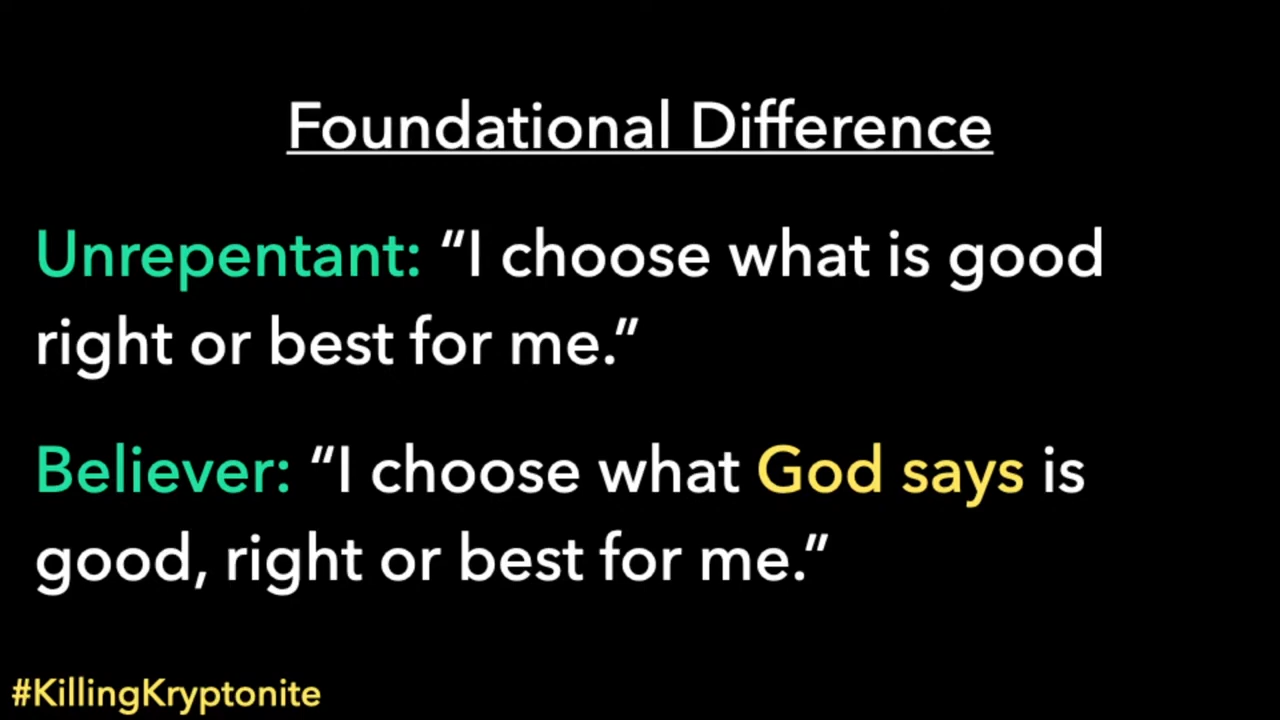 Foundational Difference
Unrepentant: “I choose what is good
right or best for me.”
Believer: “I choose what God says is
good, right or best for me.”
#KillingKryptonite